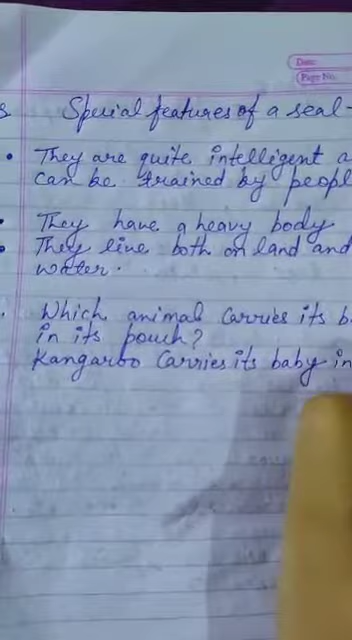 Date:
Page No.
s Special features of a seal-
• They are quite intelligent a
can be trained by peopl
• They have a heavy body
• They live both on land and
water.
. Which animal carries its b
in its pouch?
Kangaroo Carries its baby in